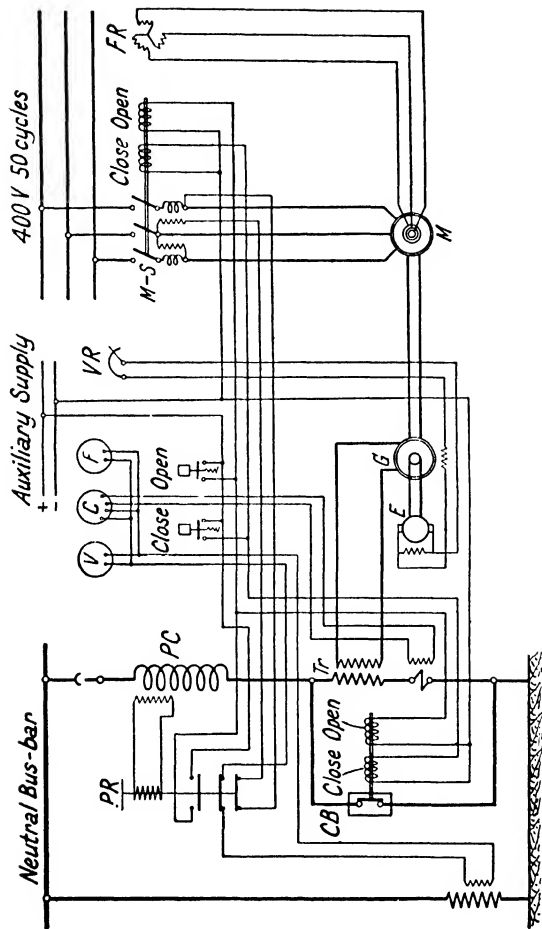 400 V 50 cycles
FR
Close Open
M-S
M
Auxiliary Supply
+
-
VR
F
C
V
Close Open
G
E
Neutral Bus-bar
PC
PR
Tr
Close Open
CB